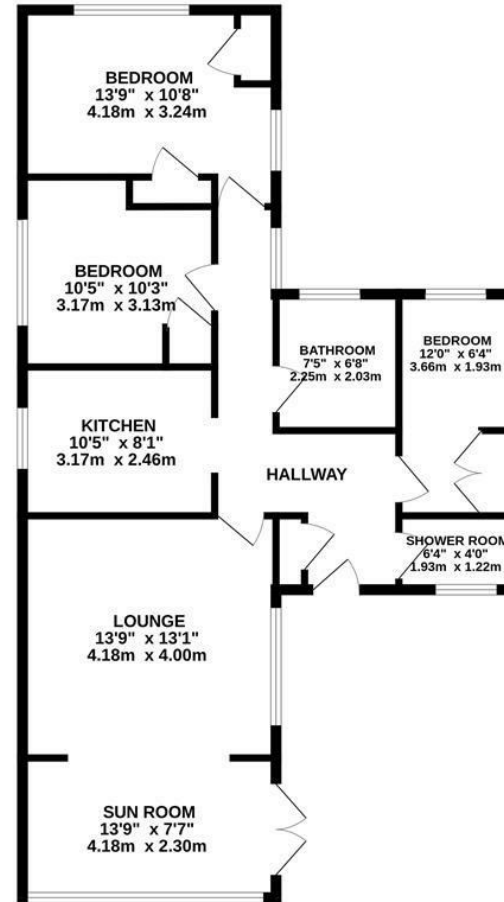 BEDROOM
13'9" x 10'8"
4.18m x 3.24m
BEDROOM
10'5" x 10'3"
3.17m x 3.13m
BATHROOM
7'5" x 6'8"
2.25m x 2.03m
BEDROOM
12'0" x 6'4"
3.66m x 1.93m
KITCHEN
10'5" x 8'1"
3.17m x 2.46m
HALLWAY
SHOWER ROOM
6'4" x 4'0"
1.93m x 1.22m
LOUNGE
13'9" x 13'1"
4.18m x 4.00m
SUN ROOM
13'9" x 7'7"
4.18m x 2.30m